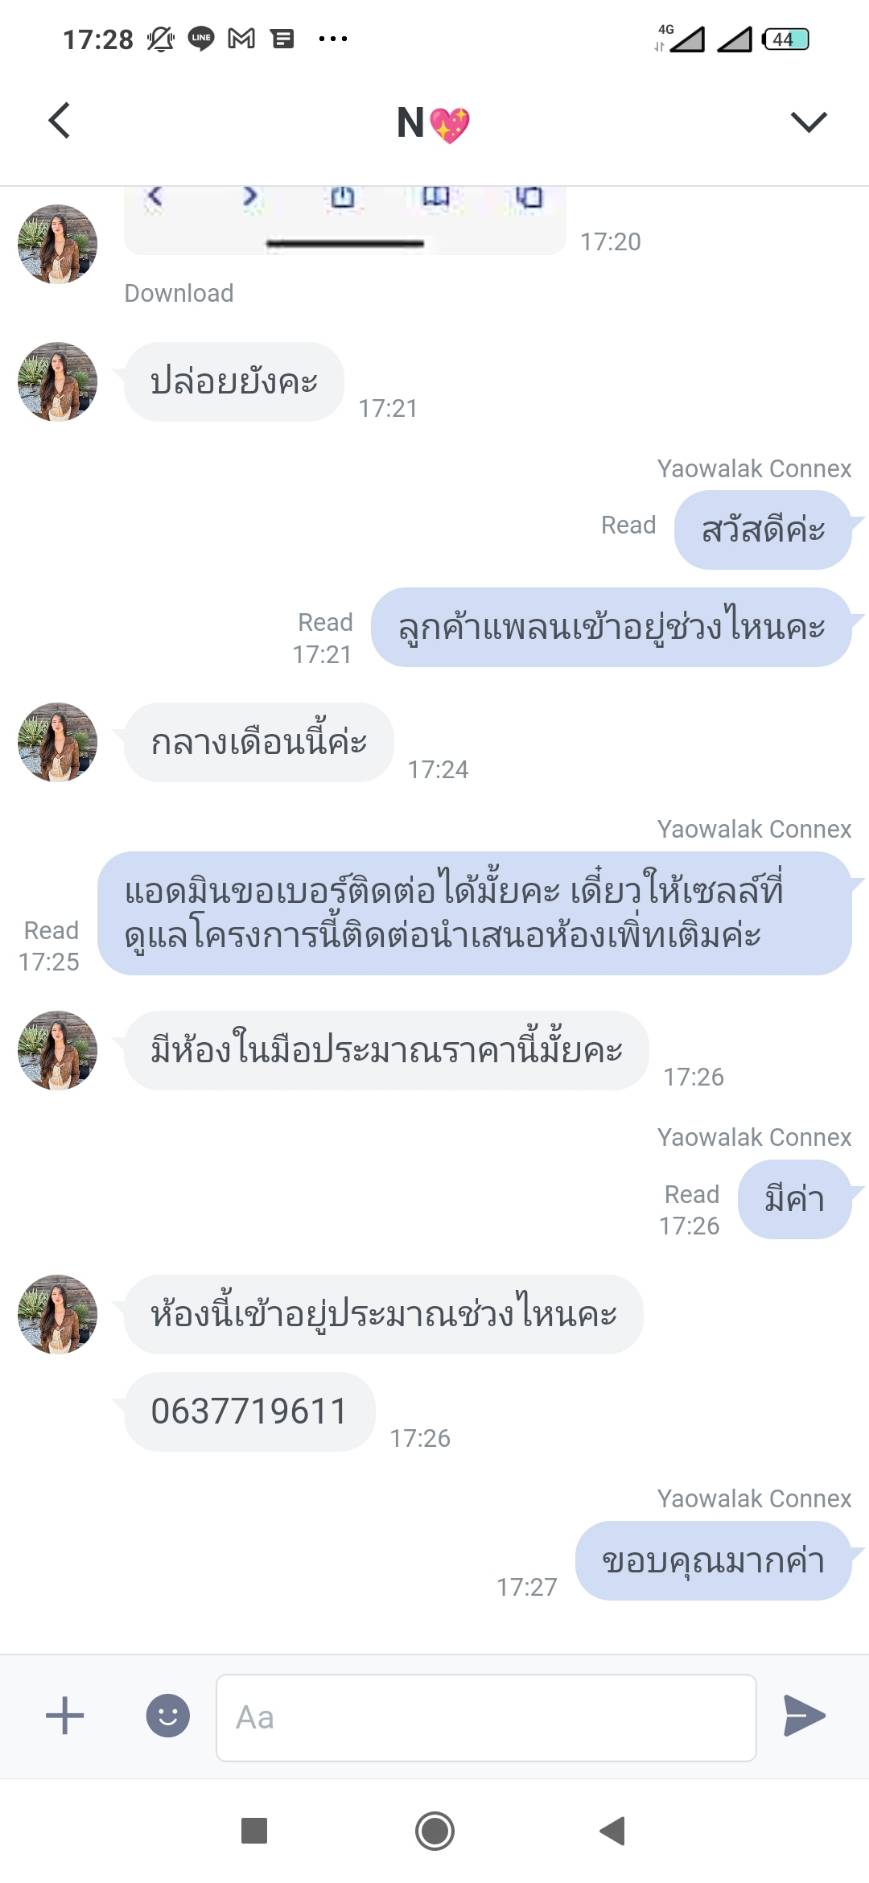 17:28
LINE
4G
44
N💖
17:20
Download
ปล่อยยังคะ
17:21
Yaowalak Connex
Read
สวัสดีค่ะ
Read
17:21
ลูกค้าแพลนเข้าอยู่ช่วงไหนคะ
กลางเดือนนี้ค่ะ
17:24
Yaowalak Connex
แอดมินขอเบอร์ติดต่อได้มั้ยคะ เดี๋ยวให้เซลล์ที่
ดูแลโครงการนี้ติดต่อนำเสนอห้องเพิ่ทเติมค่ะ
Read
17:25
มีห้องในมือประมาณราคานี้มั้ยคะ
17:26
Yaowalak Connex
Read
17:26
มีค่า
ห้องนี้เข้าอยู่ประมาณช่วงไหนคะ
0637719611
17:26
Yaowalak Connex
ขอบคุณมากค่า
17:27
Aa